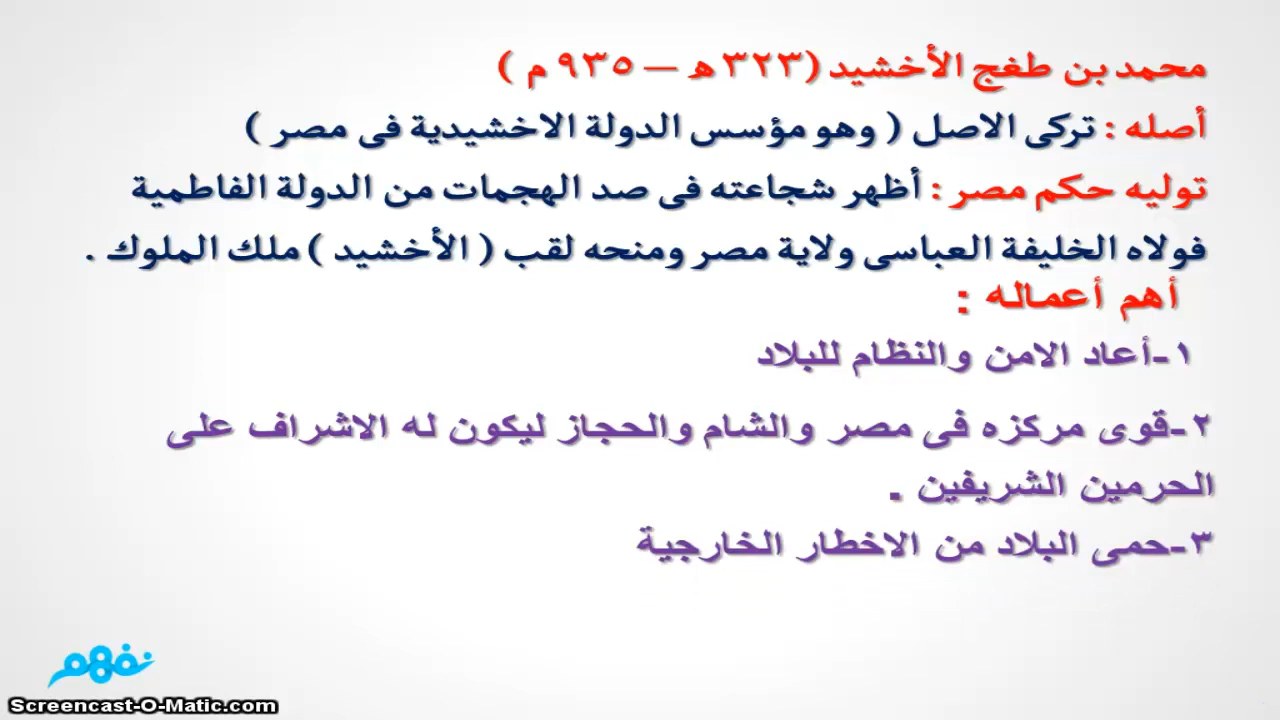 محمد بن طغج الأخشيد (٣٢٣ هـ – ٩٣٥ م )
أصله : تركى الاصل ( وهو مؤسس الدولة الاخشيدية فى مصر )
توليه حكم مصر : أظهر شجاعته فى صد الهجمات من الدولة الفاطمية
فولاه الخليفة العباسى ولاية مصر ومنحه لقب ( الأخشيد ) ملك الملوك .
أهم أعماله :
١-أعاد الامن والنظام للبلاد
٢-قوى مركزه فى مصر والشام والحجاز ليكون له الاشراف على
الحرمين الشريفين .
٣-حمى البلاد من الاخطار الخارجية
نفهم
Screencast-O-Matic.com